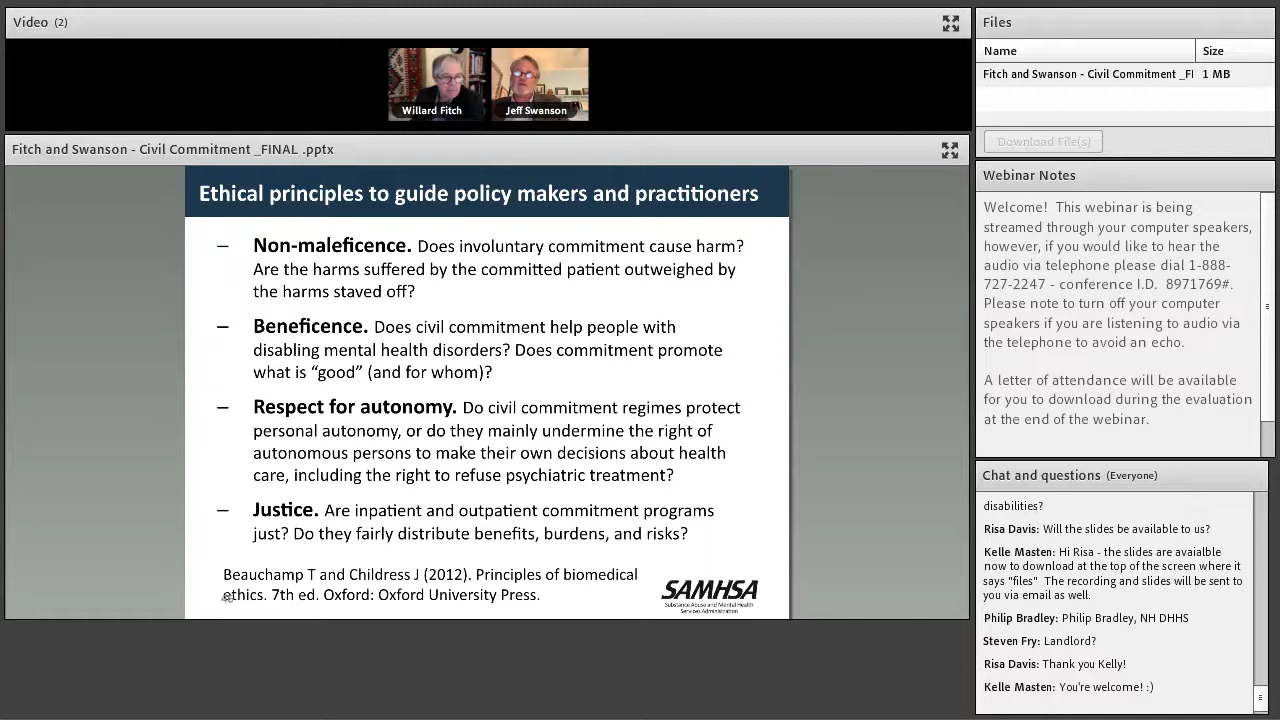 Video (2)
Willard Fitch
Jeff Swanson
Fitch and Swanson - Civil Commitment _FINAL .pptx
Ethical principles to guide policy makers and practitioners
– Non-maleficence. Does involuntary commitment cause harm?
Are the harms suffered by the committed patient outweighed by
the harms staved off?
– Beneficence. Does civil commitment help people with
disabling mental health disorders? Does commitment promote
what is “good” (and for whom)?
– Respect for autonomy. Do civil commitment regimes protect
personal autonomy, or do they mainly undermine the right of
autonomous persons to make their own decisions about health
care, including the right to refuse psychiatric treatment?
– Justice. Are inpatient and outpatient commitment programs
just? Do they fairly distribute benefits, burdens, and risks?
Beauchamp T and Childress J (2012). Principles of biomedical
ethics. 7th ed. Oxford: Oxford University Press.
SAMHSA
Substance Abuse and Mental Health
Services Administration
Files
Name Size
Fitch and Swanson - Civil Commitment _FI 1 MB
Download File(s)
Webinar Notes
Welcome! This webinar is being
streamed through your computer speakers,
however, if you would like to hear the
audio via telephone please dial 1-888-
727-2247 - conference I.D. 8971769#.
Please note to turn off your computer
speakers if you are listening to audio via
the telephone to avoid an echo.
A letter of attendance will be available
for you to download during the evaluation
at the end of the webinar.
Chat and questions (Everyone)
disabilities?
Risa Davis: Will the slides be available to us?
Kelle Masten: Hi Risa - the slides are avaialbe
now to download at the top of the screen where it
says "files" The recording and slides will be sent to
you via email as well.
Philip Bradley: Philip Bradley, NH DHHS
Steven Fry: Landlord?
Risa Davis: Thank you Kelly!
Kelle Masten: You're welcome! :)